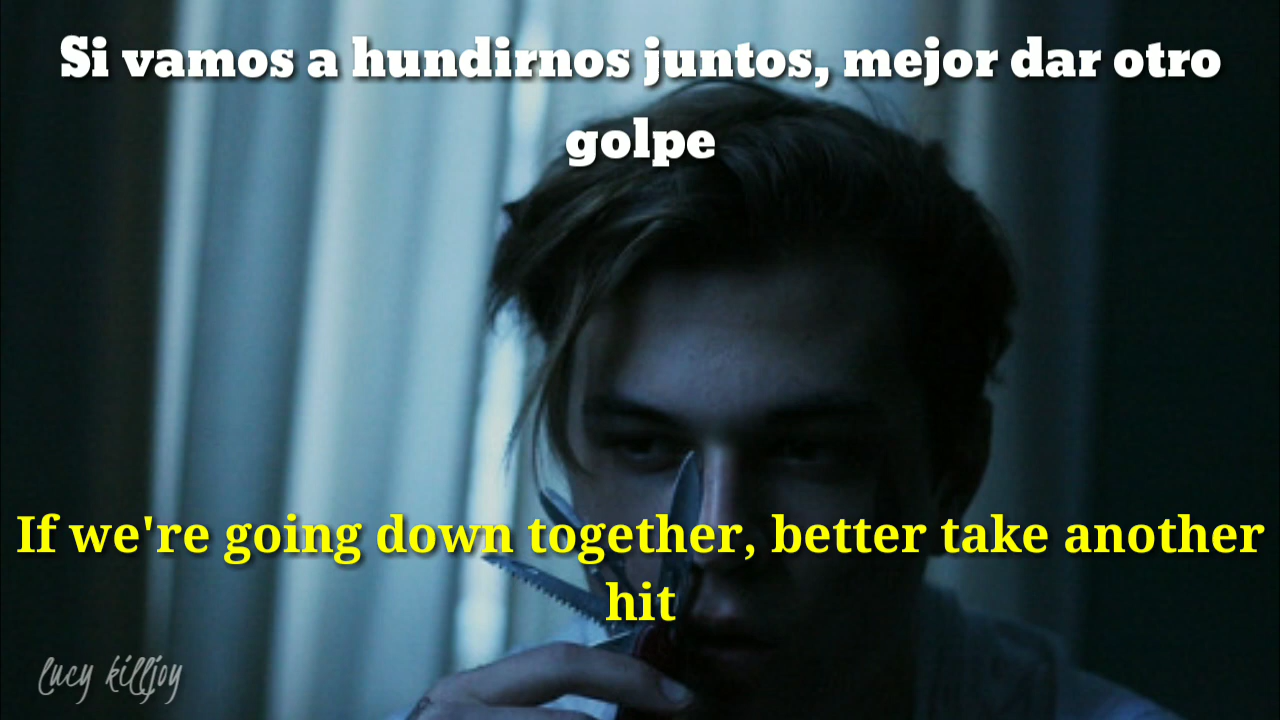 Si vamos a hundirnos juntos, mejor dar otro
golpe
If we're going down together, better take another
hit
lucy killjoy